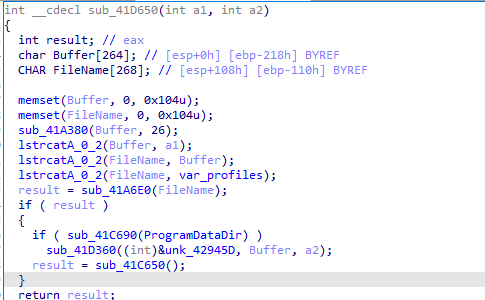 int __cdecl sub_41D650(int a1, int a2)
{
int result; // eax
char Buffer[264]; // [esp+0h] [ebp-218h] BYREF
CHAR FileName[268]; // [esp+108h] [ebp-110h] BYREF
memset(Buffer, 0, 0x104u);
memset(FileName, 0, 0x104u);
sub_41A380(Buffer, 26);
lstrcatA_0_2(Buffer, a1);
lstrcatA_0_2(FileName, Buffer);
lstrcatA_0_2(FileName, var_profiles);
result = sub_41A6E0(FileName);
if ( result )
{
if ( sub_41C690(ProgramDataDir) )
sub_41D360((int)&unk_42945D, Buffer, a2);
result = sub_41C650();
}
return result;